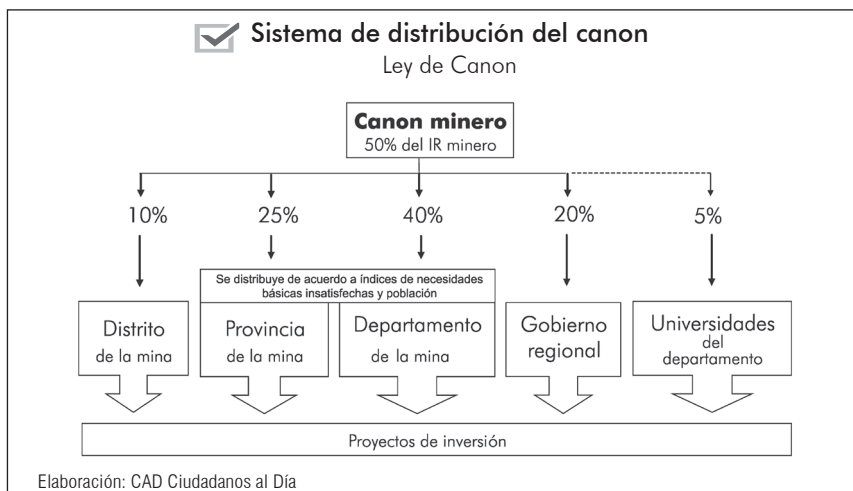 Sistema de distribución del canon
Ley de Canon
Canon minero
50% del IR minero
10%
25%
40%
20%
5%
Se distribuye de acuerdo a índices de necesidades
básicas insatisfechas y población
Distrito
de la mina
Provincia
de la mina
Departamento
de la mina
Gobierno
regional
Universidades
del
departamento
Proyectos de inversión
Elaboración: CAD Ciudadanos al Día